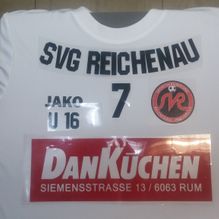 SVG REICHENAU
JAKO 7
U 16
DANKÜCHEN
SIEMENSSTRASSE 13 / 6063 RUM